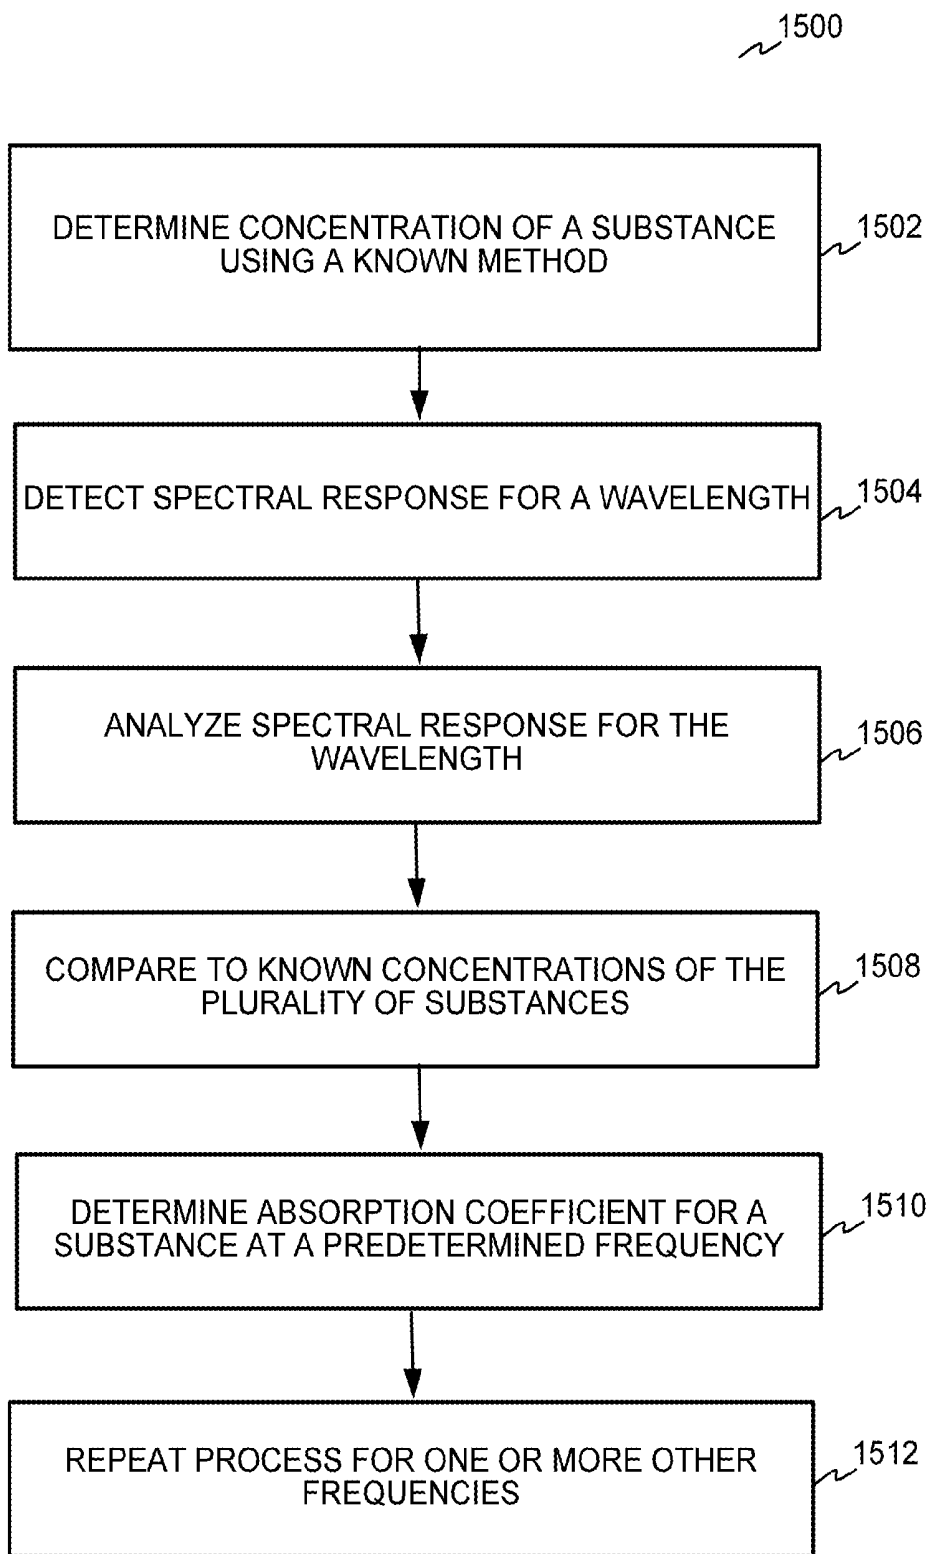 1500
DETERMINE CONCENTRATION OF A SUBSTANCE
USING A KNOWN METHOD
1502
DETECT SPECTRAL RESPONSE FOR A WAVELENGTH
1504
ANALYZE SPECTRAL RESPONSE FOR THE
WAVELENGTH
1506
COMPARE TO KNOWN CONCENTRATIONS OF THE
PLURALITY OF SUBSTANCES
1508
DETERMINE ABSORPTION COEFFICIENT FOR A
SUBSTANCE AT A PREDETERMINED FREQUENCY
1510
REPEAT PROCESS FOR ONE OR MORE OTHER
FREQUENCIES
1512